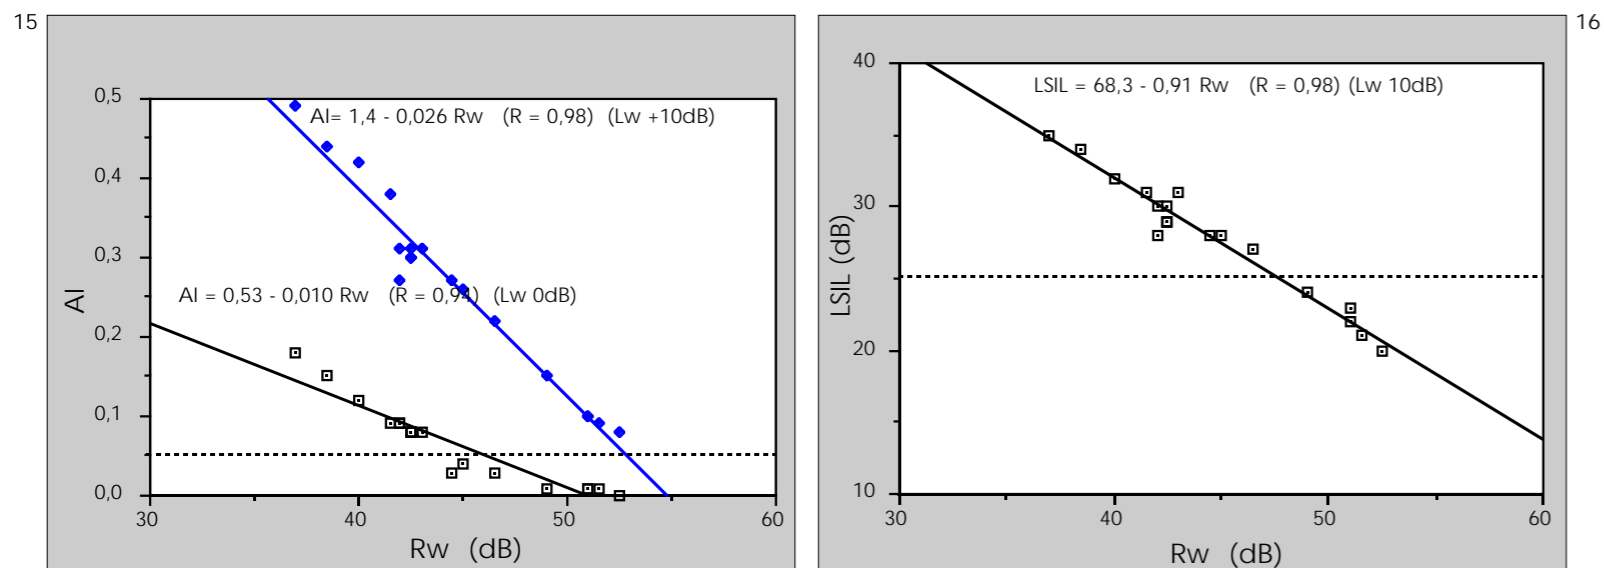 15
0,5
0,4
0,3
0,2
0,1
0,0
AI
AI= 1,4 - 0,026 Rw (R = 0,98) (Lw +10dB)
AI = 0,53 - 0,010 Rw (R = 0,94) (Lw 0dB)
30 40 50 60
Rw (dB)
16
40
30
20
10
LSIL (dB)
LSIL = 68,3 - 0,91 Rw (R = 0,98) (Lw 10dB)
30 40 50 60
Rw (dB)